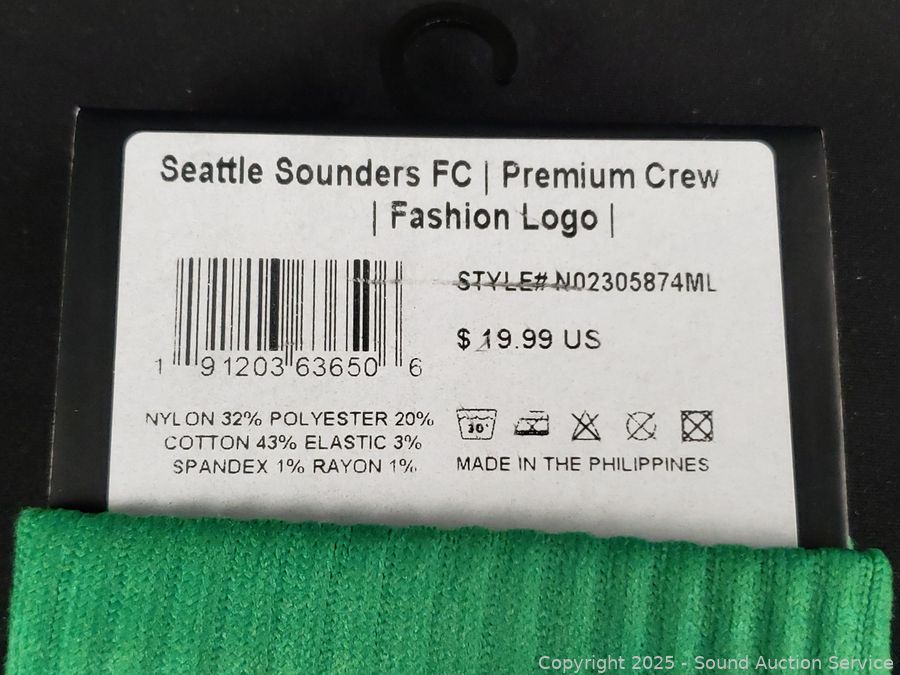 Seattle Sounders FC | Premium Crew
| Fashion Logo |
STYLE# N02305874ML
$ 19.99 US
1 91203 63650 6
NYLON 32% POLYESTER 20%
COTTON 43% ELASTIC 3%
SPANDEX 1% RAYON 1%
30°
MADE IN THE PHILIPPINES
Copyright 2025 - Sound Auction Service